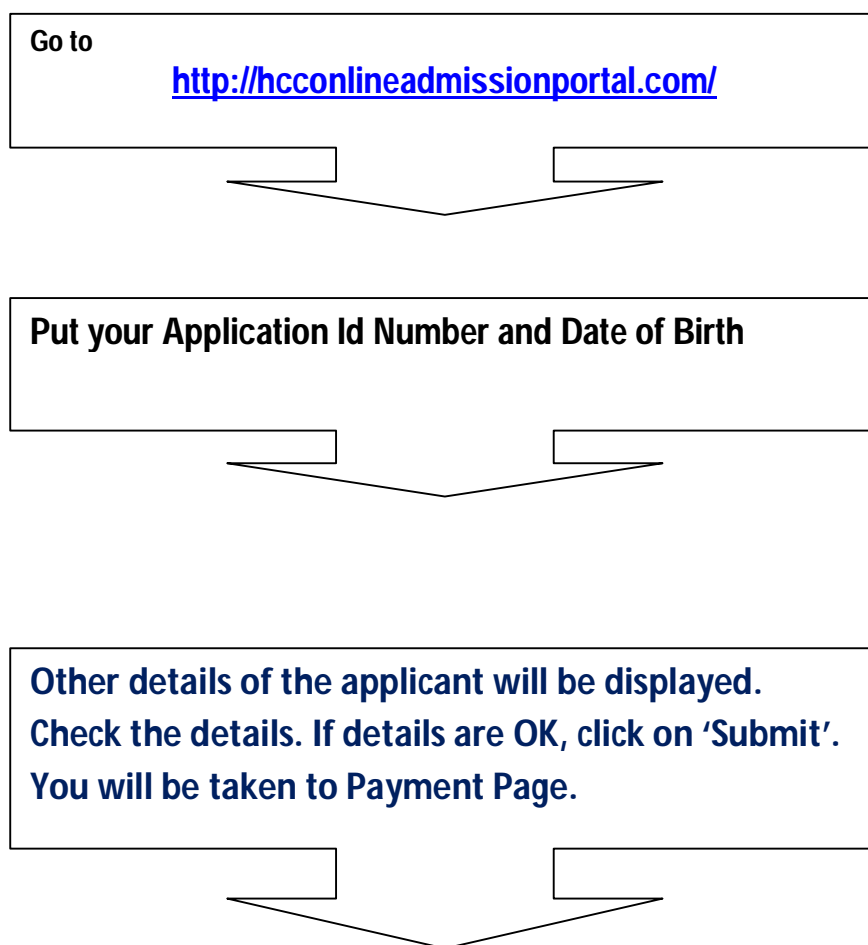 Go to
http://hcconlineadmissionportal.com/
Put your Application Id Number and Date of Birth
Other details of the applicant will be displayed.
Check the details. If details are OK, click on ‘Submit’.
You will be taken to Payment Page.